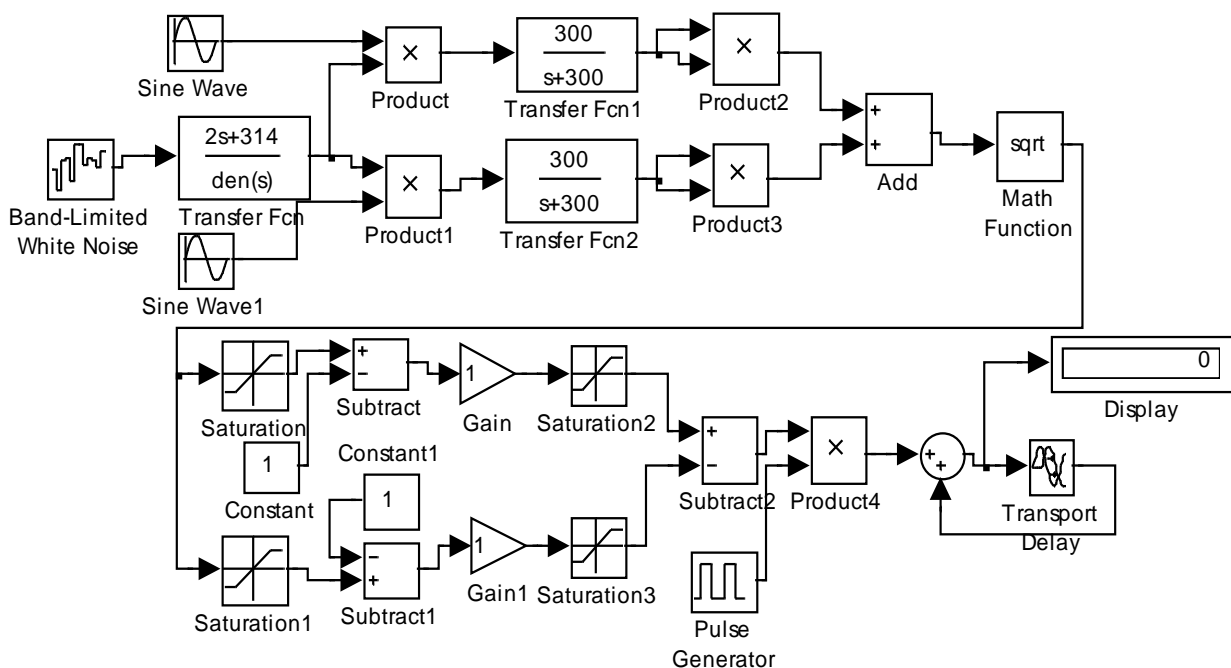 Sine Wave
×
Product
300
s+300
Transfer Fcn1
×
Product2
Band-Limited
White Noise
2s+314
den(s)
Transfer Fcn
×
Product1
300
s+300
Transfer Fcn2
×
Product3
+
+
Add
sqrt
Math
Function
Sine Wave1
Saturation
+
−
Subtract
1
Gain
Saturation2
1
Constant
Constant1
1
+
−
Subtract2
×
Product4
+
+
0
Display
Transport
Delay
Saturation1
−
+
Subtract1
1
Gain1
Saturation3
Pulse
Generator